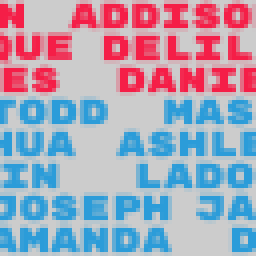 N ADDISO
QUE DELIL
ES DANIE
TODD MAS
HUA ASHLE
IN LADO
JOSEPH JA
AMANDA D